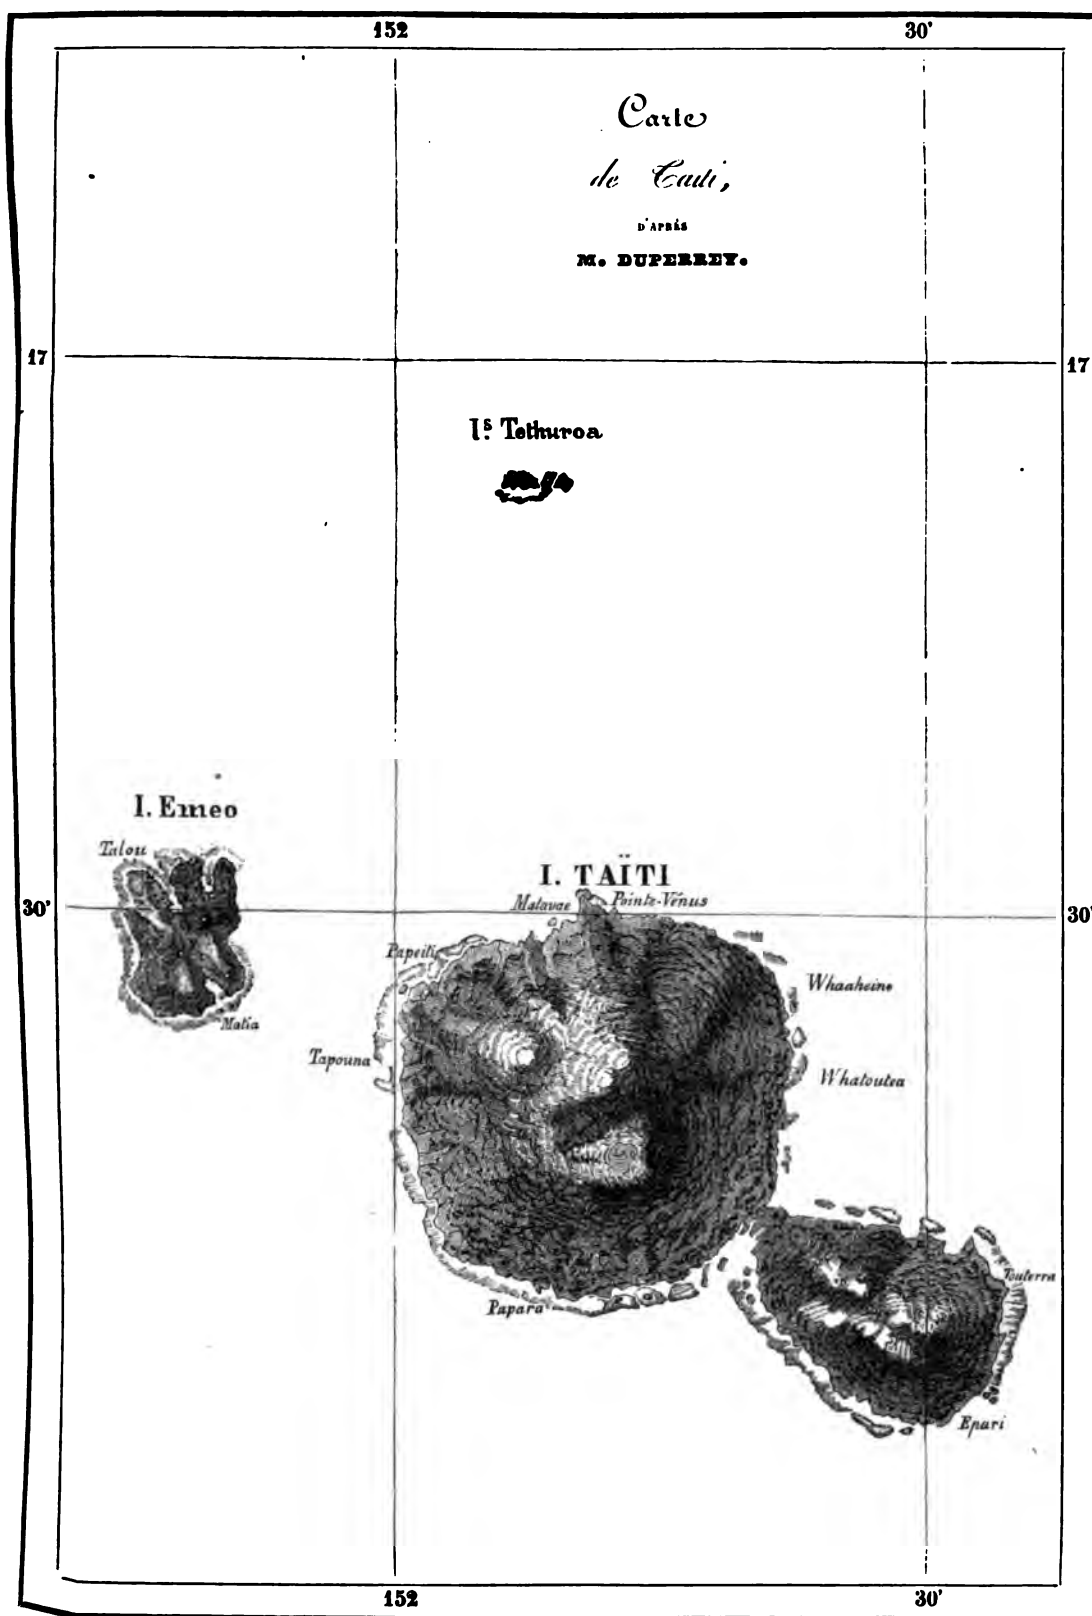 152 30'
Carte
de Taïti,
D'APRÈS
M. DUPERREY.
17 17
Is. Tethuroa
I. Emeo
Talou
I. TAÏTI
30' Matavae Pointe-Vénus 30'
Papeiti
Whaaheine
Matia
Tapouna
Whatoutea
Touterra
Papara
Epari
152 30'